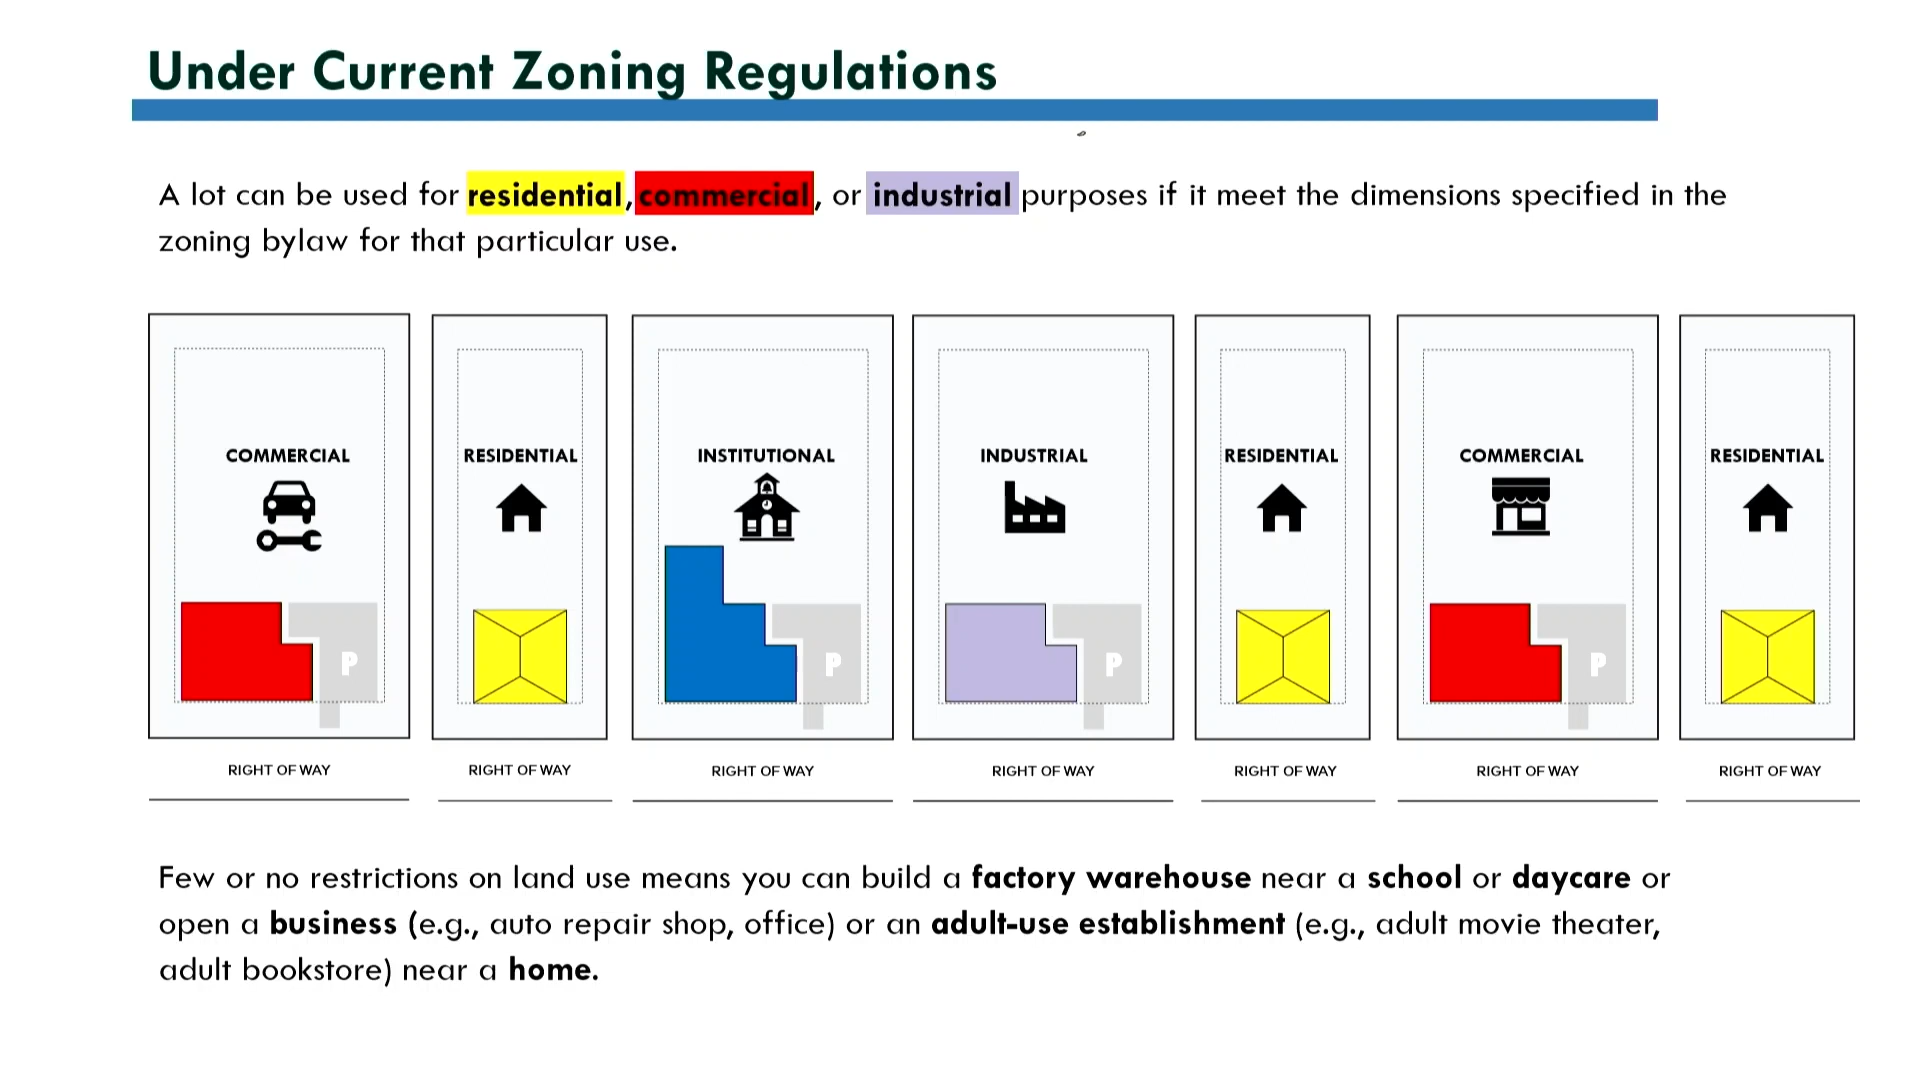 Under Current Zoning Regulations
A lot can be used for residential, commercial, or industrial purposes if it meet the dimensions specified in the
zoning bylaw for that particular use.
COMMERCIAL RESIDENTIAL INSTITUTIONAL INDUSTRIAL RESIDENTIAL COMMERCIAL RESIDENTIAL
P P P P
RIGHT OF WAY RIGHT OF WAY RIGHT OF WAY RIGHT OF WAY RIGHT OF WAY RIGHT OF WAY RIGHT OF WAY
Few or no restrictions on land use means you can build a factory warehouse near a school or daycare or
open a business (e.g., auto repair shop, office) or an adult-use establishment (e.g., adult movie theater,
adult bookstore) near a home.